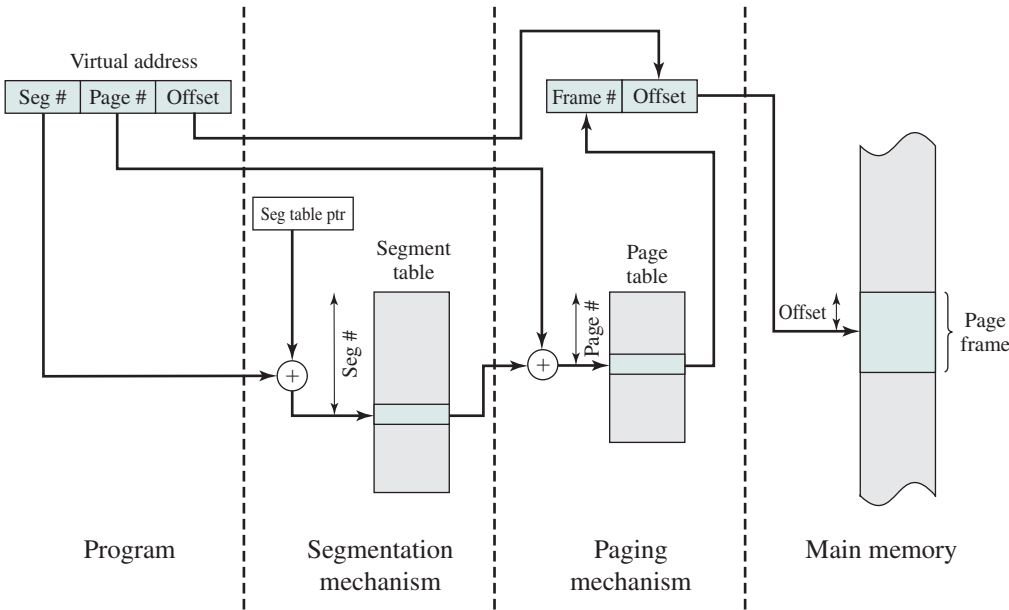 Virtual address
Seg # Page # Offset
Frame # Offset
Seg table ptr
Segment
table
Page
table
Seg #
Page #
Offset
Page
frame
+
+
Program
Segmentation
mechanism
Paging
mechanism
Main memory